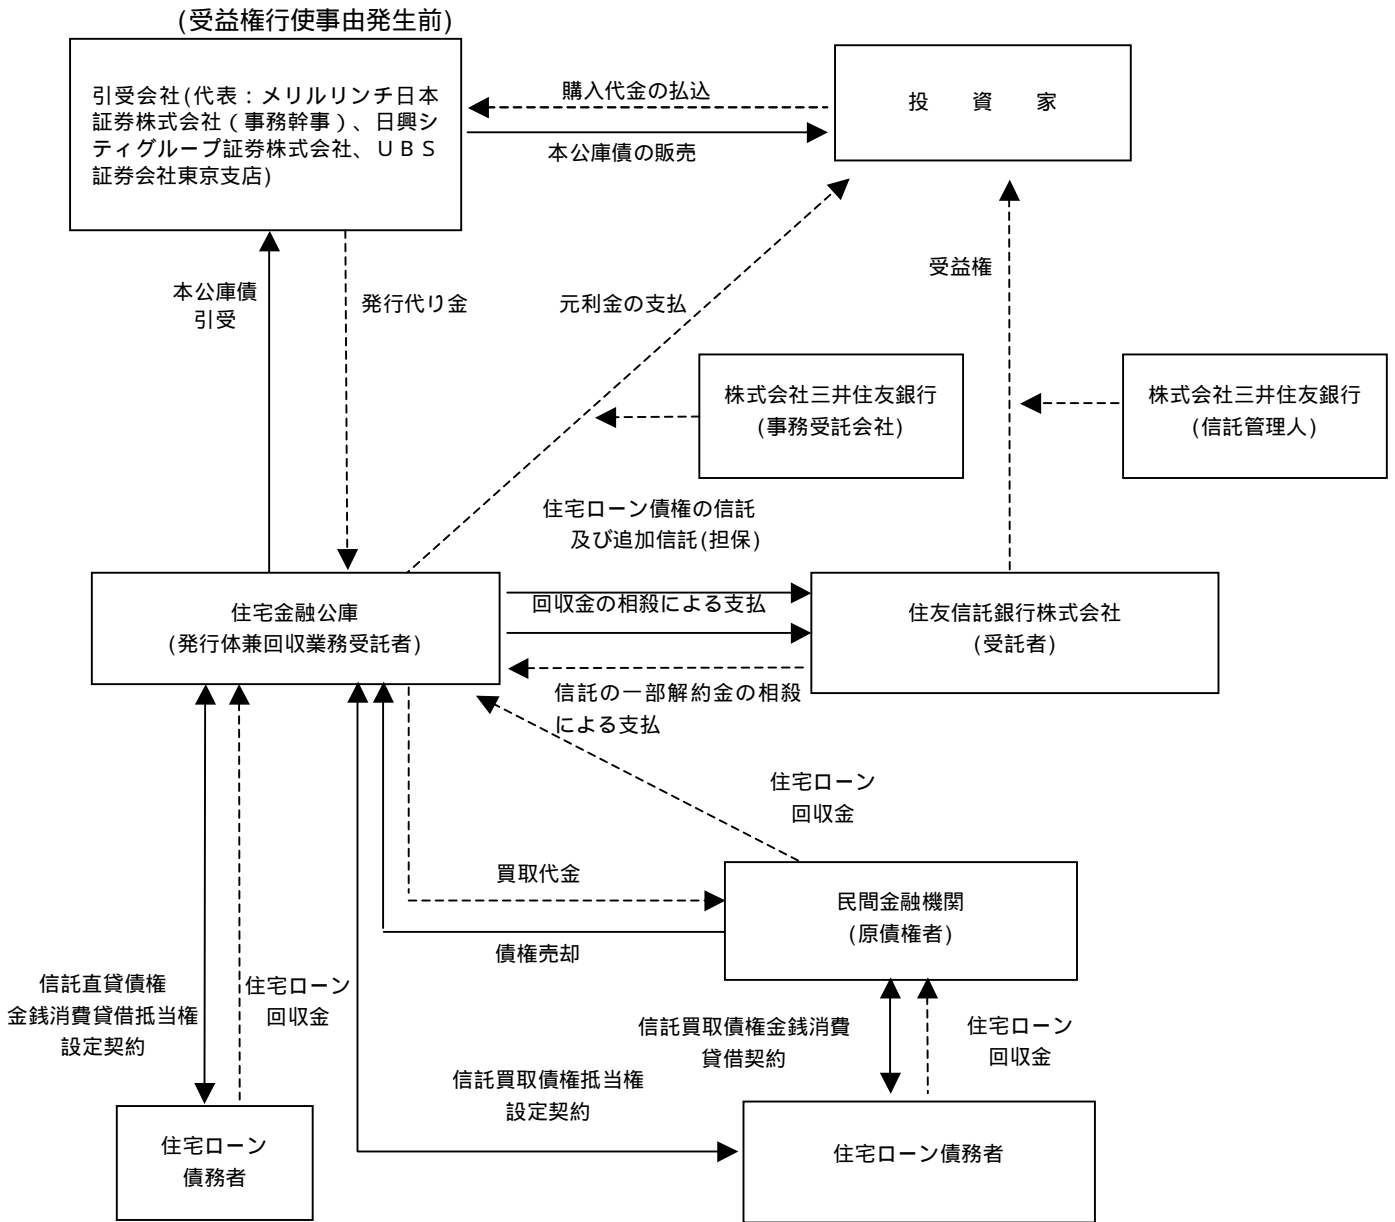 (受益権行使事由発生前)
引受会社(代表：メリルリンチ日本
証券株式会社（事務幹事）、日興シ
ティグループ証券株式会社、ＵＢＳ
証券会社東京支店)
購入代金の払込
本公庫債の販売
投　資　家
本公庫債
引受
発行代り金
元利金の支払
受益権
株式会社三井住友銀行
(事務受託会社)
株式会社三井住友銀行
(信託管理人)
住宅ローン債権の信託
及び追加信託(担保)
住宅金融公庫
(発行体兼回収業務受託者)
回収金の相殺による支払
住友信託銀行株式会社
(受託者)
信託の一部解約金の相殺
による支払
住宅ローン
回収金
買取代金
民間金融機関
(原債権者)
債権売却
信託直貸債権
金銭消費貸借抵当権
設定契約
住宅ローン
回収金
信託買取債権金銭消費
貸借契約
住宅ローン
回収金
信託買取債権抵当権
設定契約
住宅ローン
債務者
住宅ローン債務者